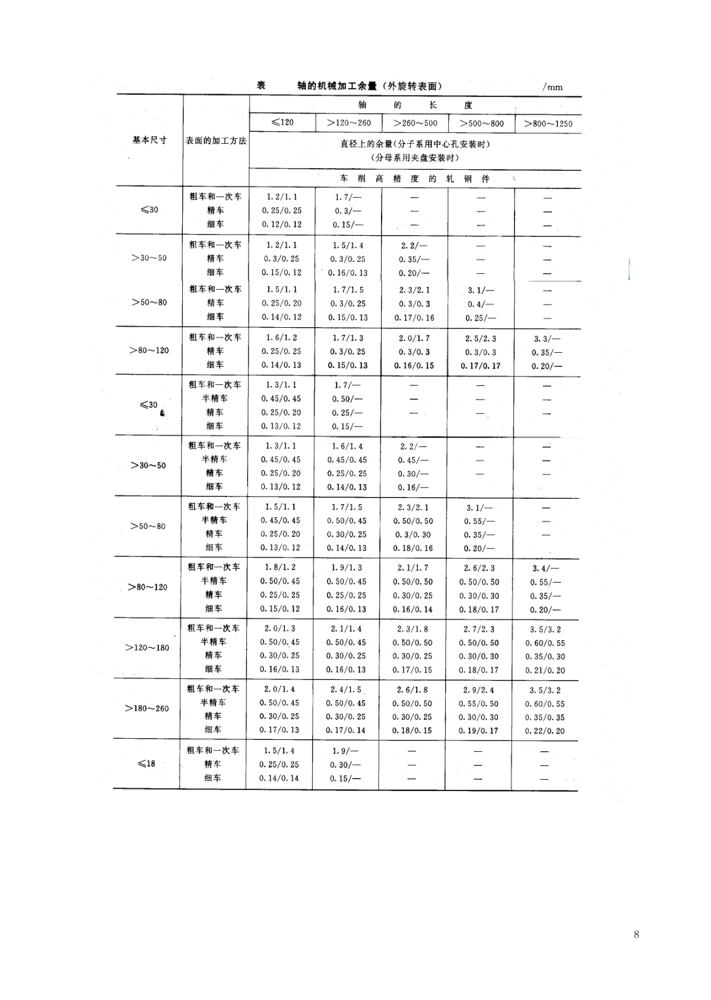 表 轴的机械加工余量（外旋转表面） /mm
基本尺寸 表面的加工方法 轴 的 长 度
≤120 >120～260 >260～500 >500～800 >800～1250
直径上的余量(分子系用中心孔安装时)
(分母系用夹盘安装时)
车 削 高 精 度 的 轧 钢 件
≤30 粗车和一次车 1.2/1.1 1.7/— — — —
精车 0.25/0.25 0.3/— — — —
细车 0.12/0.12 0.15/— — — —
>30～50 粗车和一次车 1.2/1.1 1.5/1.4 2.2/— — —
精车 0.3/0.25 0.3/0.25 0.35/— — —
细车 0.15/0.12 0.16/0.13 0.20/— — —
>50～80 粗车和一次车 1.5/1.1 1.7/1.5 2.3/2.1 3.1/— —
精车 0.25/0.20 0.3/0.25 0.3/0.3 0.4/— —
细车 0.14/0.12 0.15/0.13 0.17/0.16 0.25/— —
>80～120 粗车和一次车 1.6/1.2 1.7/1.3 2.0/1.7 2.5/2.3 3.3/—
精车 0.25/0.25 0.3/0.25 0.3/0.3 0.3/0.3 0.35/—
细车 0.14/0.13 0.15/0.13 0.16/0.15 0.17/0.17 0.20/—
≤30 粗车和一次车 1.3/1.1 1.7/— — — —
半精车 0.45/0.45 0.50/— — — —
精车 0.25/0.20 0.25/— — — —
细车 0.13/0.12 0.15/—
>30～50 粗车和一次车 1.3/1.1 1.6/1.4 2.2/— — —
半精车 0.45/0.45 0.45/0.45 0.45/— — —
精车 0.25/0.20 0.25/0.25 0.30/— — —
细车 0.13/0.12 0.14/0.13 0.16/—
>50～80 粗车和一次车 1.5/1.1 1.7/1.5 2.3/2.1 3.1/— —
半精车 0.45/0.45 0.50/0.45 0.50/0.50 0.55/— —
精车 0.25/0.20 0.30/0.25 0.3/0.30 0.35/— —
细车 0.13/0.12 0.14/0.13 0.18/0.16 0.20/—
>80～120 粗车和一次车 1.8/1.2 1.9/1.3 2.1/1.7 2.6/2.3 3.4/—
半精车 0.50/0.45 0.50/0.45 0.50/0.50 0.50/0.50 0.55/—
精车 0.25/0.25 0.25/0.25 0.30/0.25 0.30/0.30 0.35/—
细车 0.15/0.12 0.16/0.13 0.16/0.14 0.18/0.17 0.20/—
>120～180 粗车和一次车 2.0/1.3 2.1/1.4 2.3/1.8 2.7/2.3 3.5/3.2
半精车 0.50/0.45 0.50/0.45 0.50/0.50 0.50/0.50 0.60/0.55
精车 0.30/0.25 0.30/0.25 0.30/0.25 0.30/0.30 0.35/0.30
细车 0.16/0.13 0.16/0.13 0.17/0.15 0.18/0.17 0.21/0.20
>180～260 粗车和一次车 2.0/1.4 2.4/1.5 2.6/1.8 2.9/2.4 3.5/3.2
半精车 0.50/0.45 0.50/0.45 0.50/0.50 0.55/0.50 0.60/0.55
精车 0.30/0.25 0.30/0.25 0.30/0.25 0.30/0.30 0.35/0.35
细车 0.17/0.13 0.17/0.14 0.18/0.15 0.19/0.17 0.22/0.20
≤18 粗车和一次车 1.5/1.4 1.9/— — — —
精车 0.25/0.25 0.30/— — — —
细车 0.14/0.14 0.15/— — — —
8